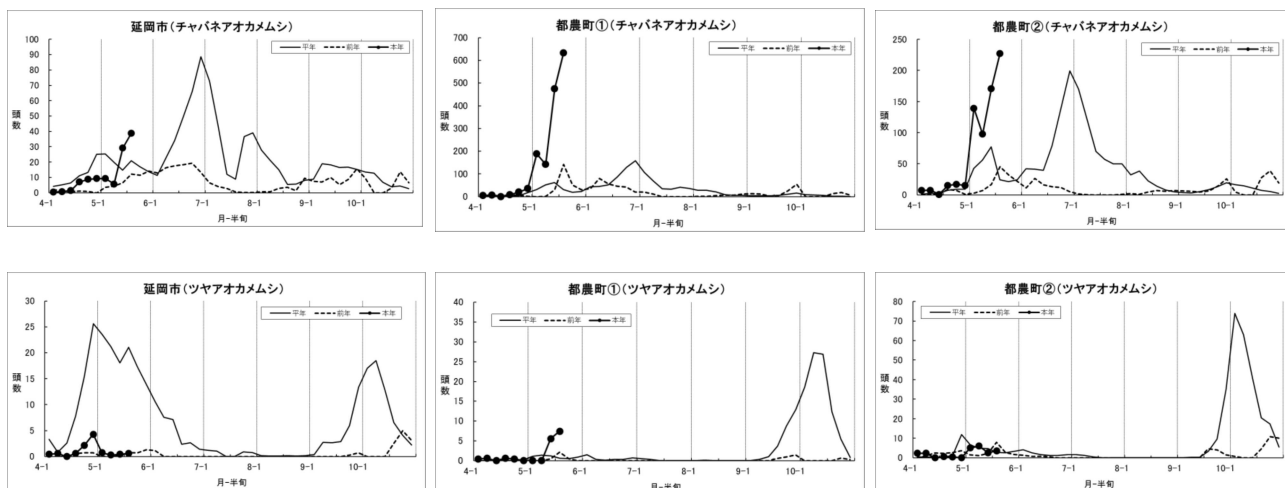 延岡市(チャバネアオカメムシ)
平年 前年 本年
100
90
80
70
60
50
40
30
20
10
0
頭数
4-1 5-1 6-1 7-1 8-1 9-1 10-1
月-半旬
都農町①(チャバネアオカメムシ)
平年 前年 本年
700
600
500
400
300
200
100
0
頭数
4-1 5-1 6-1 7-1 8-1 9-1 10-1
月-半旬
都農町②(チャバネアオカメムシ)
平年 前年 本年
250
200
150
100
50
0
頭数
4-1 5-1 6-1 7-1 8-1 9-1 10-1
月-半旬
延岡市(ツヤアオカメムシ)
平年 前年 本年
30
25
20
15
10
5
0
頭数
4-1 5-1 6-1 7-1 8-1 9-1 10-1
月-半旬
都農町①(ツヤアオカメムシ)
平年 前年 本年
40
35
30
25
20
15
10
5
0
頭数
4-1 5-1 6-1 7-1 8-1 9-1 10-1
月-半旬
都農町②(ツヤアオカメムシ)
平年 前年 本年
80
70
60
50
40
30
20
10
0
頭数
4-1 5-1 6-1 7-1 8-1 9-1 10-1
月-半旬